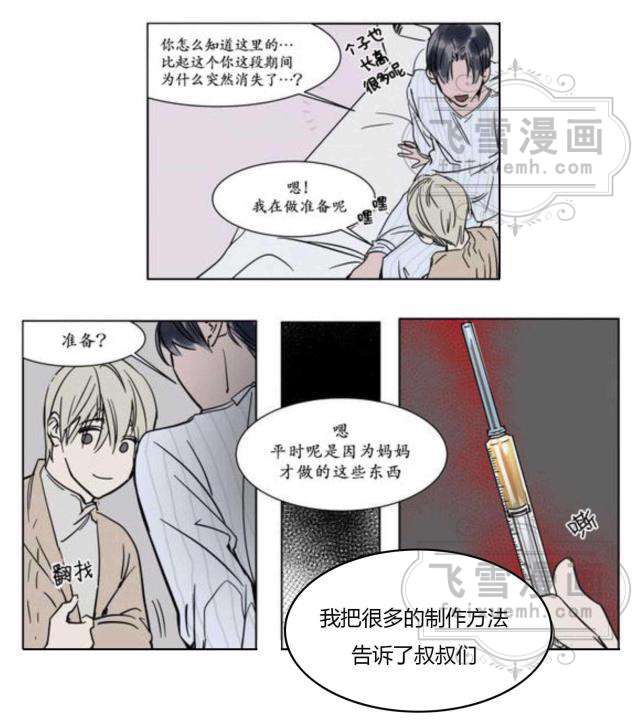 你怎么知道这里的…
比起这个你这段期间
为什么突然消失了…?
个子也
长高
很多呢
飞雪漫画
feixuemh.com
嗯!
我在做准备呢
嘿
嘿
准备?
翻找
嗯
平时呢是因为妈妈
才做的这些东西
飞雪漫画
feixuemh.com
我把很多的制作方法
告诉了叔叔们